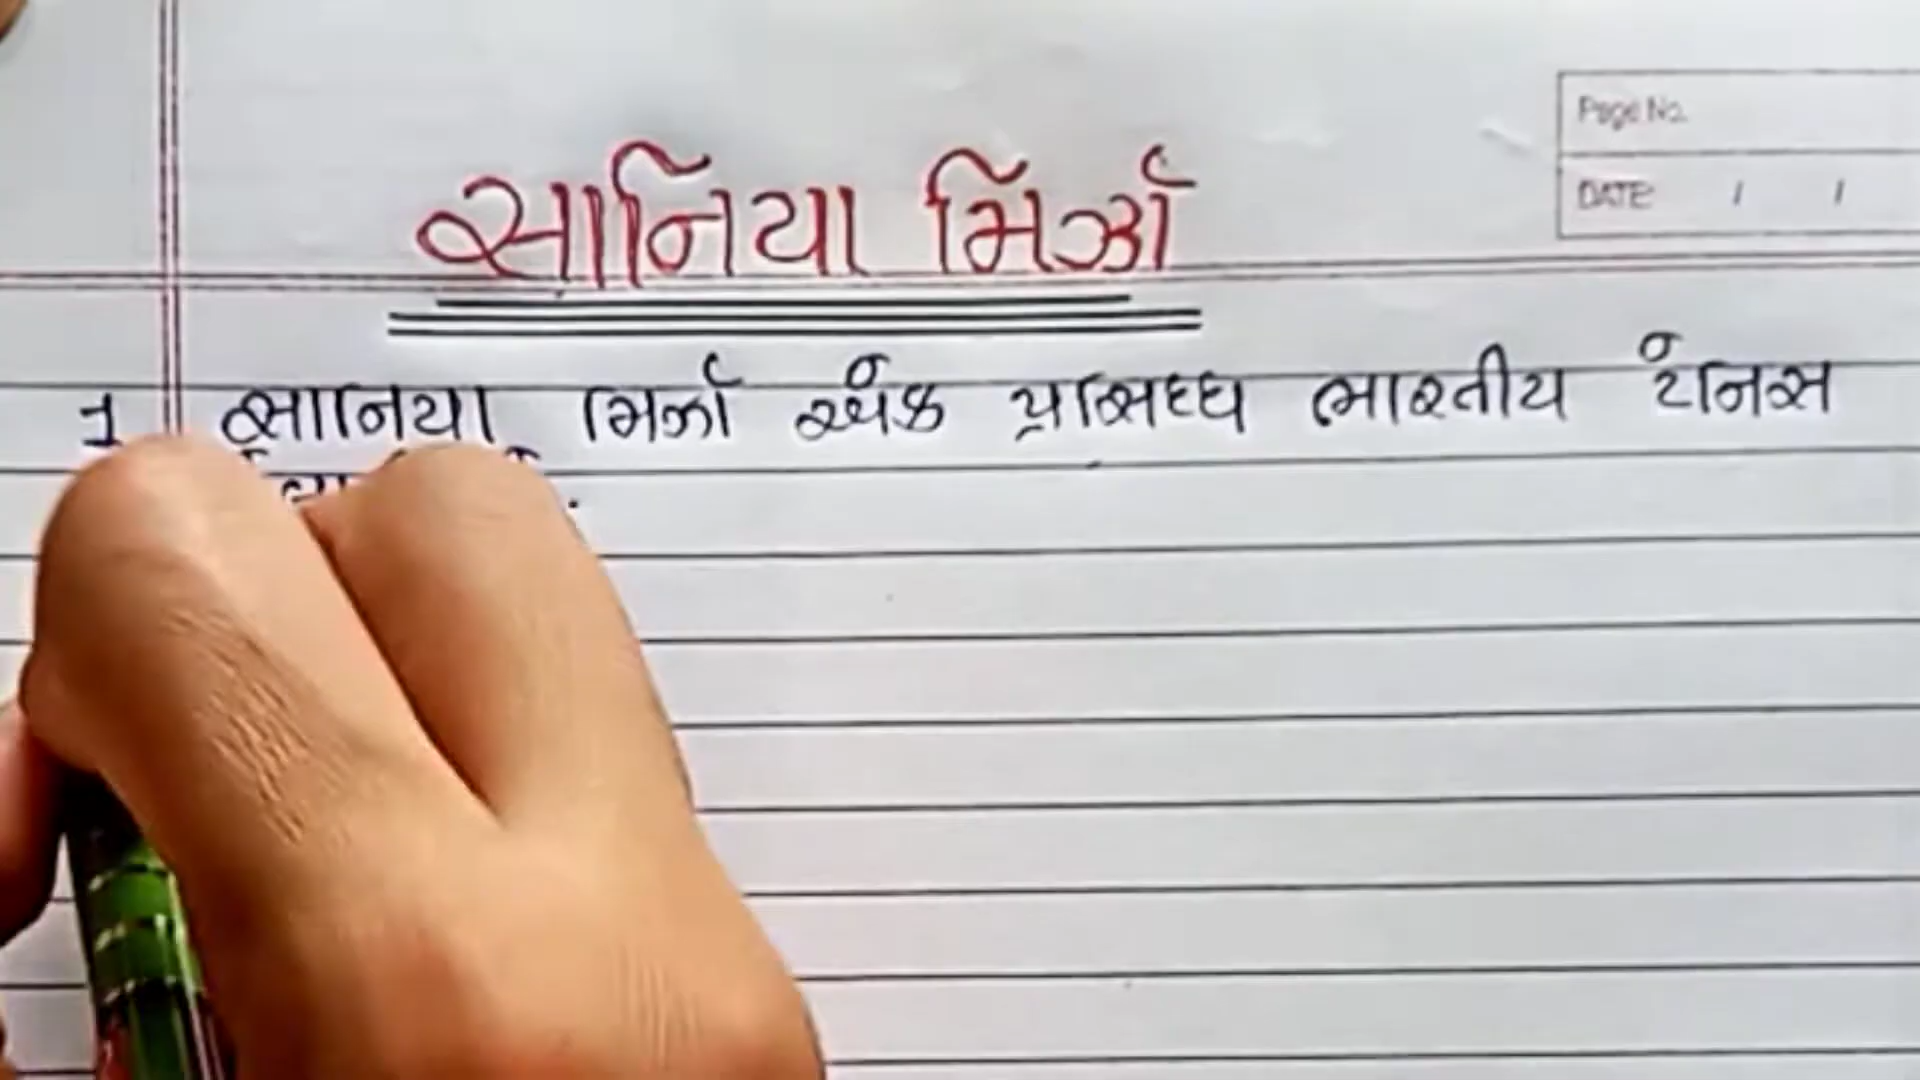 સાનિયા મિર્ઝા
Page No.
DATE: / /
1 સાનિયા મિર્ઝા એક પ્રસિધ્ધ ભારતીય ટેનિસ